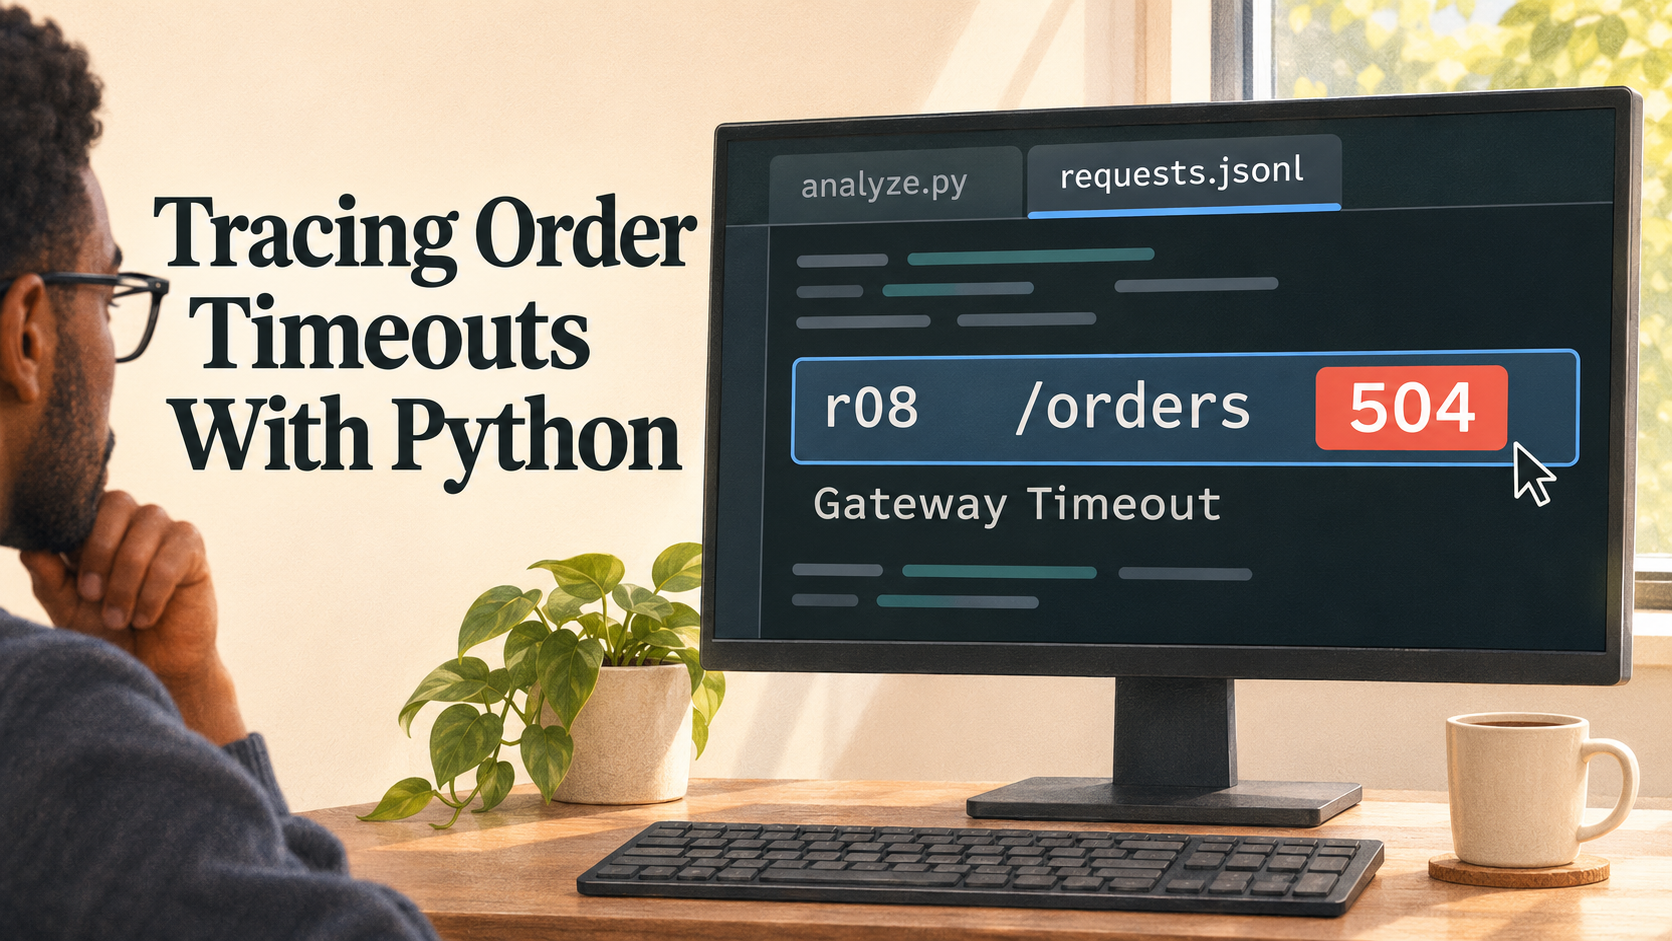 Tracing Order
Timeouts
With Python
analyze.py
requests.jsonl
r08 /orders 504
Gateway Timeout